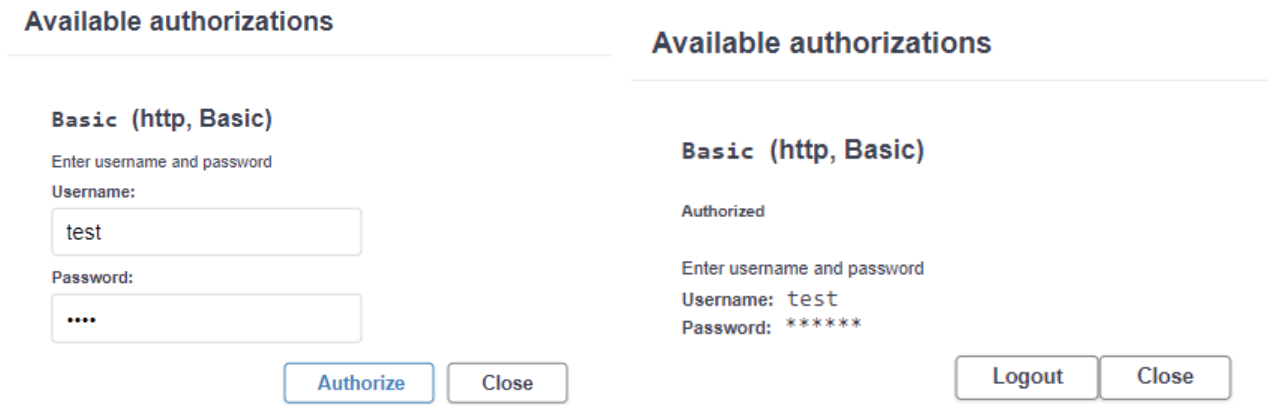 Available authorizations
Basic (http, Basic)
Enter username and password
Username:
test
Password:
••••
Authorize Close
Available authorizations
Basic (http, Basic)
Authorized
Enter username and password
Username: test
Password: ******
Logout Close